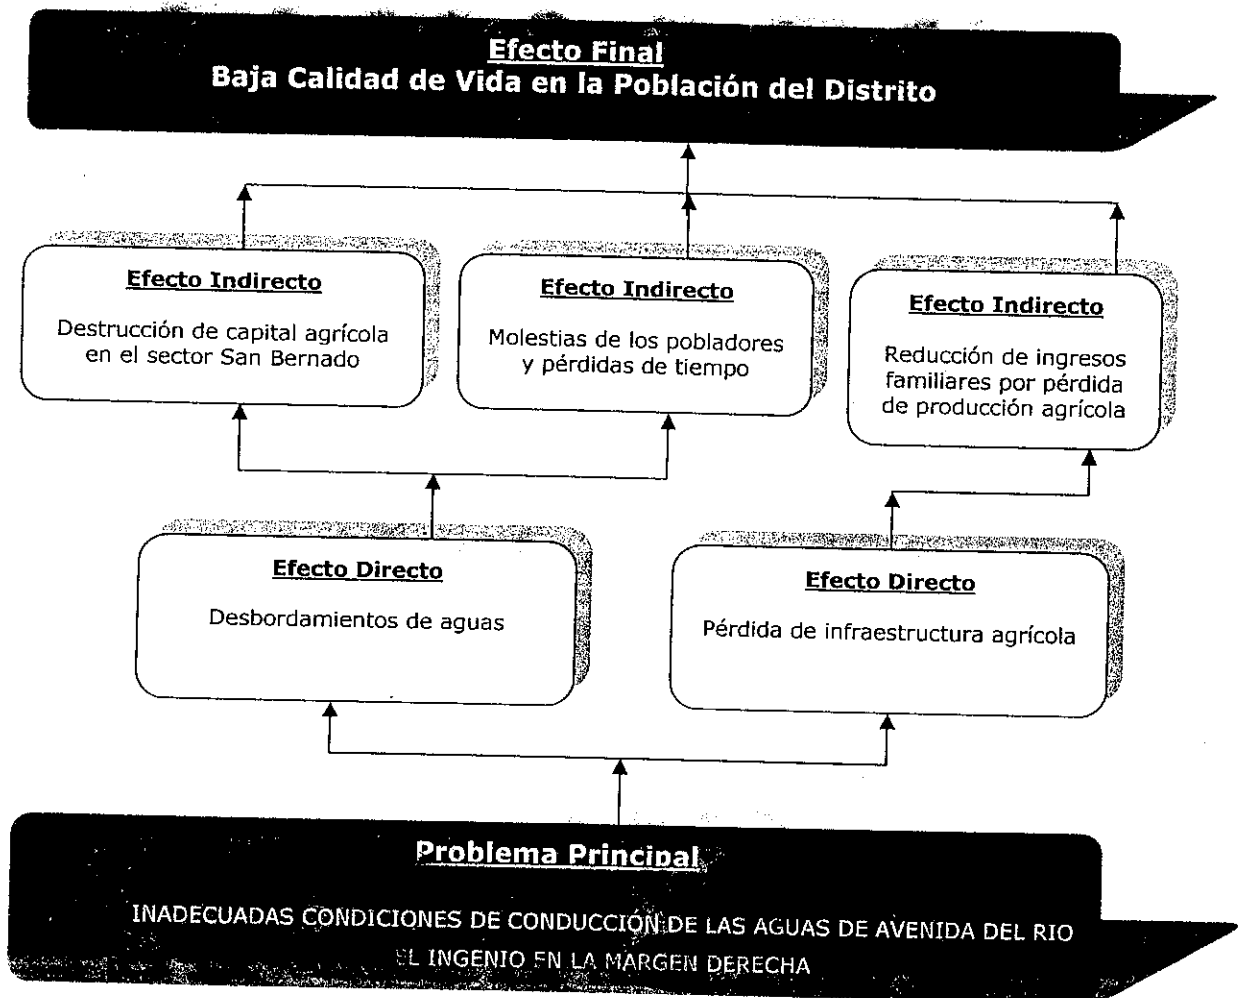 Efecto Final
Baja Calidad de Vida en la Población del Distrito
Efecto Indirecto
Destrucción de capital agrícola
en el sector San Bernado
Efecto Indirecto
Molestias de los pobladores
y pérdidas de tiempo
Efecto Indirecto
Reducción de ingresos
familiares por pérdida
de producción agrícola
Efecto Directo
Desbordamientos de aguas
Efecto Directo
Pérdida de infraestructura agrícola
Problema Principal
INADECUADAS CONDICIONES DE CONDUCCIÓN DE LAS AGUAS DE AVENIDA DEL RIO
EL INGENIO EN LA MARGEN DERECHA